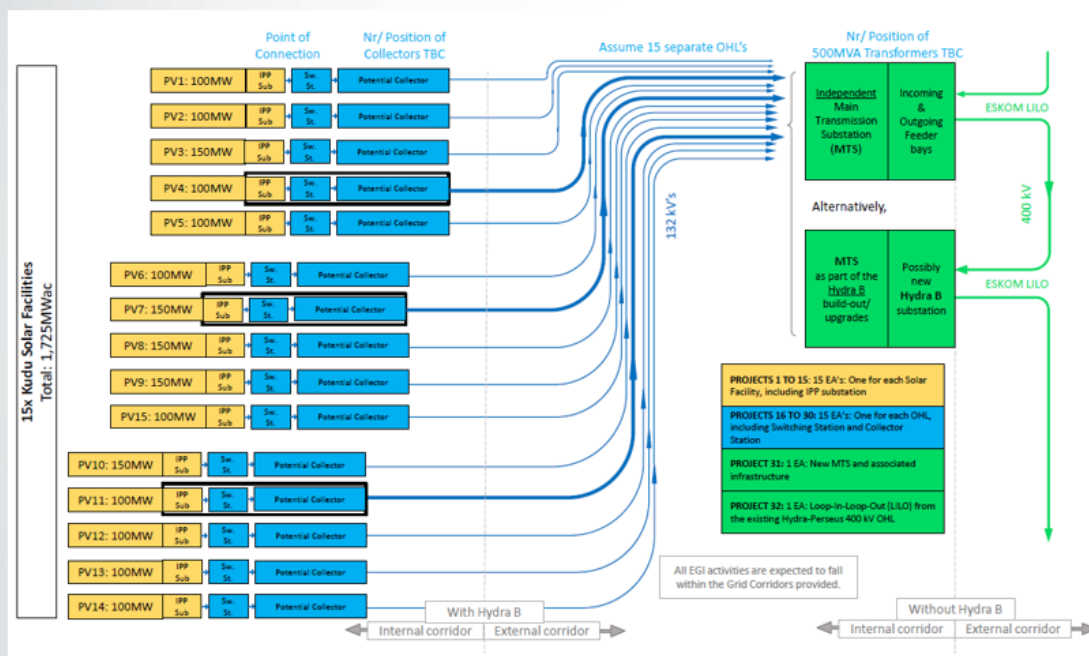 Point of
Connection
Nr/ Position of
Collectors TBC
Assume 15 separate OHL's
Nr/ Position of
500MVA Transformers TBC
15x Kudu Solar Facilities
Total: 1,725MWac
PV1: 100MW
IPP
Sub
Sw.
St.
Potential Collector
PV2: 100MW
IPP
Sub
Sw.
St.
Potential Collector
PV3: 150MW
IPP
Sub
Sw.
St.
Potential Collector
PV4: 100MW
IPP
Sub
Sw.
St.
Potential Collector
PV5: 100MW
IPP
Sub
Sw.
St.
Potential Collector
PV6: 100MW
IPP
Sub
Sw.
St.
Potential Collector
PV7: 150MW
IPP
Sub
Sw.
St.
Potential Collector
PV8: 150MW
IPP
Sub
Sw.
St.
Potential Collector
PV9: 150MW
IPP
Sub
Sw.
St.
Potential Collector
PV15: 100MW
IPP
Sub
Sw.
St.
Potential Collector
PV10: 150MW
IPP
Sub
Sw.
St.
Potential Collector
PV11: 100MW
IPP
Sub
Sw.
St.
Potential Collector
PV12: 100MW
IPP
Sub
Sw.
St.
Potential Collector
PV13: 100MW
IPP
Sub
Sw.
St.
Potential Collector
PV14: 100MW
IPP
Sub
Sw.
St.
Potential Collector
132 kV's
Independent
Main
Transmission
Substation
(MTS)
Incoming
&
Outgoing
Feeder
bays
ESKOM LILO
400 kV
Alternatively,
MTS
as part of the
Hydra B
build-out/
upgrades
Possibly
new
Hydra B
substation
ESKOM LILO
PROJECTS 1 TO 15: 15 EA's: One for each Solar
Facility, including IPP substation
PROJECTS 16 TO 30: 15 EA's: One for each OHL,
including Switching Station and Collector
Station
PROJECT 31: 1 EA: New MTS and associated
infrastructure
PROJECT 32: 1 EA: Loop-In-Loop-Out (LILO) from
the existing Hydra-Perseus 400 kV OHL
All EGI activities are expected to fall
within the Grid Corridors provided.
With Hydra B
Internal corridor
External corridor
Without Hydra B
Internal corridor
External corridor